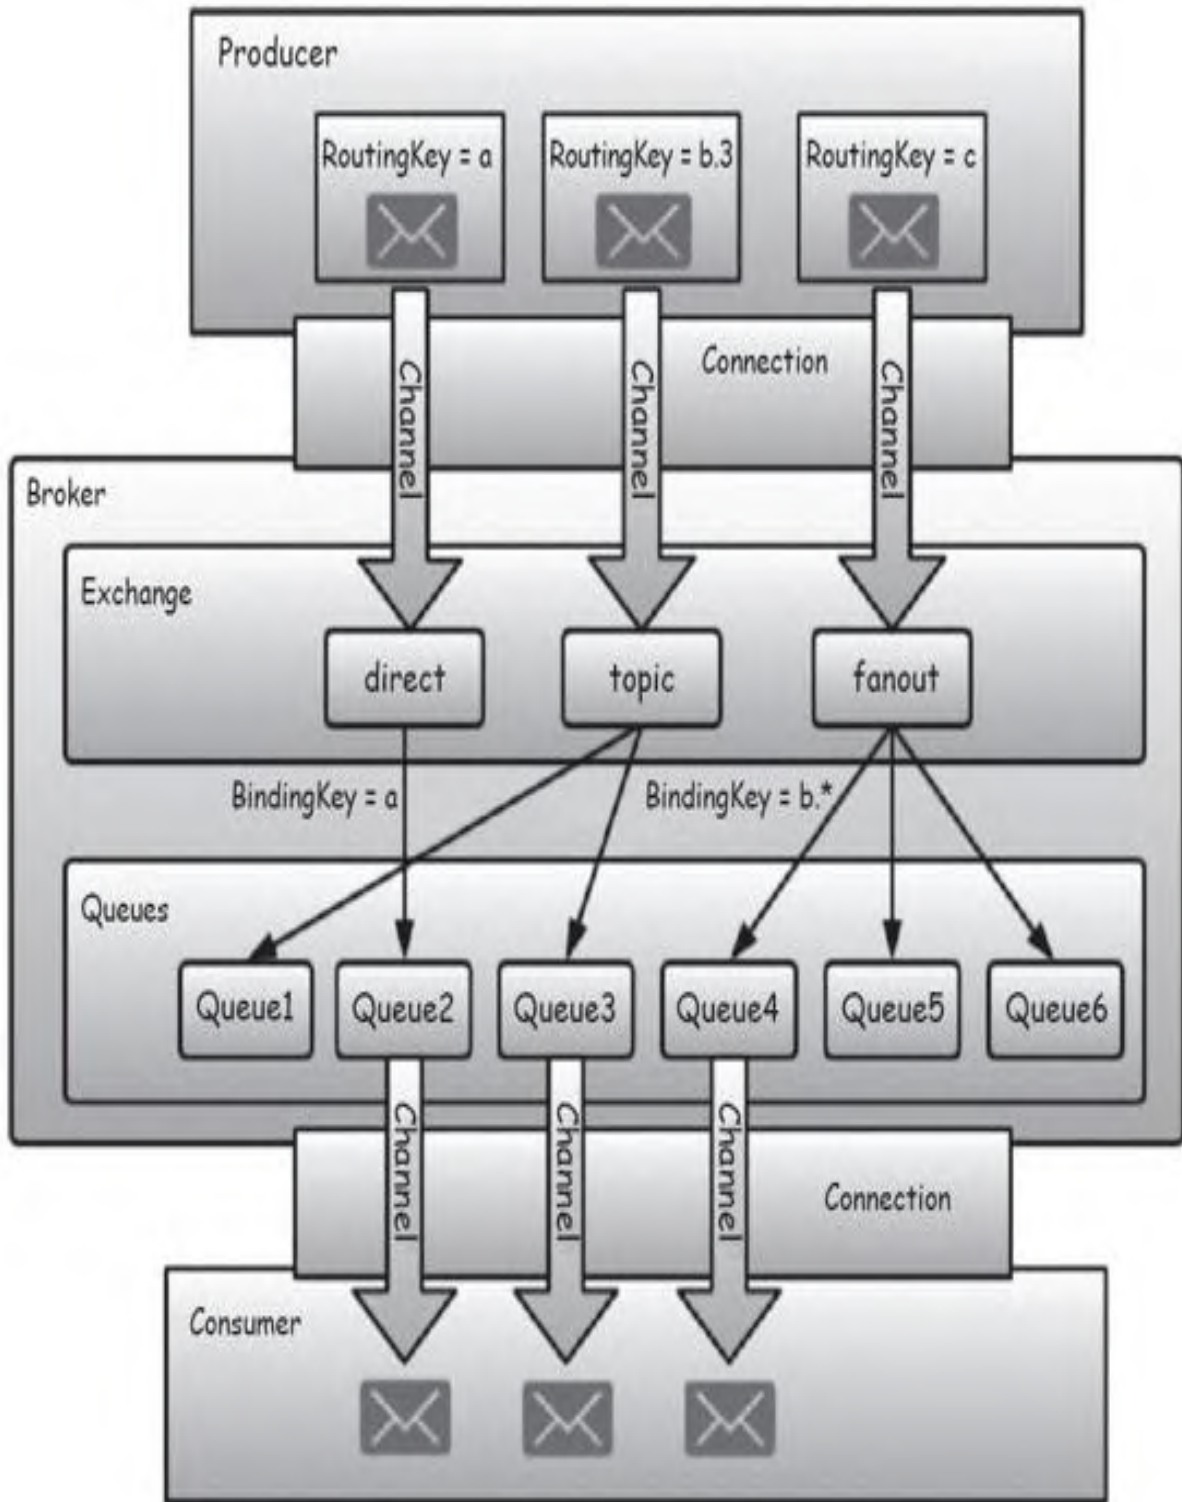 Producer
RoutingKey = a
RoutingKey = b.3
RoutingKey = c
Connection
Channel
Channel
Channel
Broker
Exchange
direct
topic
fanout
BindingKey = a
BindingKey = b.*
Queues
Queue1
Queue2
Queue3
Queue4
Queue5
Queue6
Channel
Channel
Channel
Connection
Consumer